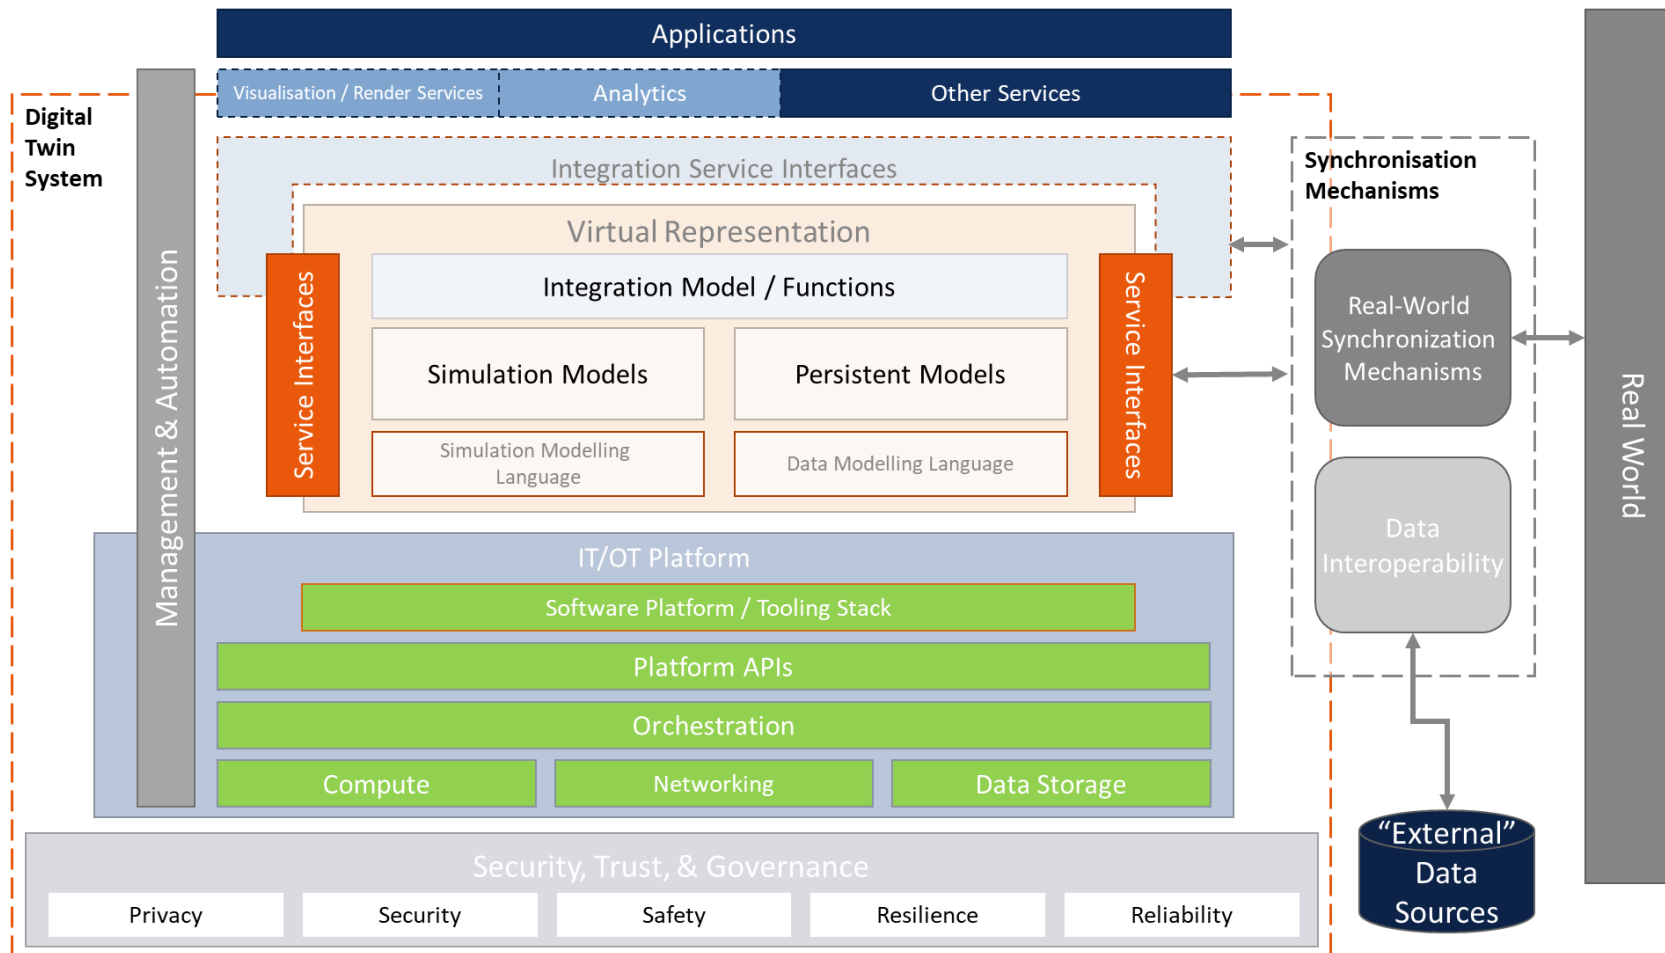 Applications
Visualisation / Render Services
Analytics
Other Services
Digital
Twin
System
Integration Service Interfaces
Synchronisation
Mechanisms
Virtual Representation
Integration Model / Functions
Service Interfaces
Service Interfaces
Management & Automation
Simulation Models
Persistent Models
Simulation Modelling
Language
Data Modelling Language
Real-World
Synchronization
Mechanisms
Real World
Data
Interoperability
IT/OT Platform
Software Platform / Tooling Stack
Platform APIs
Orchestration
Compute
Networking
Data Storage
“External”
Data
Sources
Security, Trust, & Governance
Privacy
Security
Safety
Resilience
Reliability